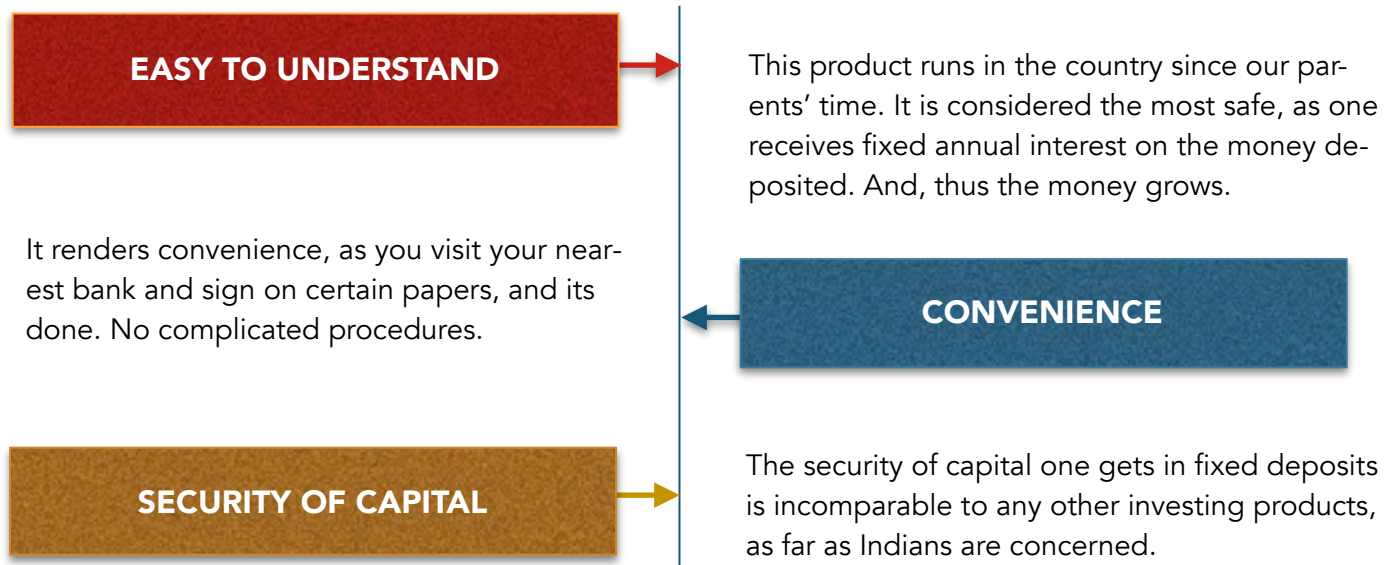 EASY TO UNDERSTAND
This product runs in the country since our par-
ents’ time. It is considered the most safe, as one
receives fixed annual interest on the money de-
posited. And, thus the money grows.
It renders convenience, as you visit your near-
est bank and sign on certain papers, and its
done. No complicated procedures.
CONVENIENCE
SECURITY OF CAPITAL
The security of capital one gets in fixed deposits
is incomparable to any other investing products,
as far as Indians are concerned.